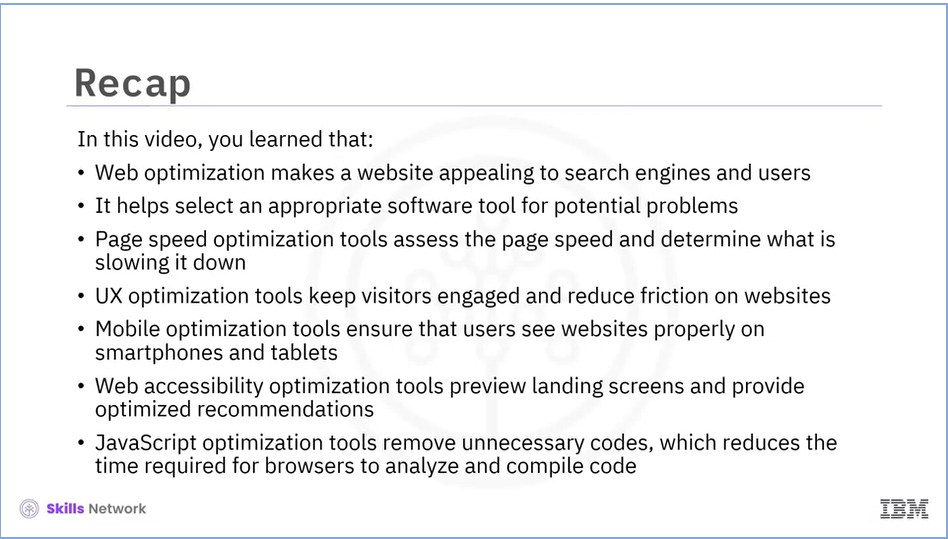 Recap
In this video, you learned that:
• Web optimization makes a website appealing to search engines and users
• It helps select an appropriate software tool for potential problems
• Page speed optimization tools assess the page speed and determine what is
slowing it down
• UX optimization tools keep visitors engaged and reduce friction on websites
• Mobile optimization tools ensure that users see websites properly on
smartphones and tablets
• Web accessibility optimization tools preview landing screens and provide
optimized recommendations
• JavaScript optimization tools remove unnecessary codes, which reduces the
time required for browsers to analyze and compile code
Skills Network
IBM